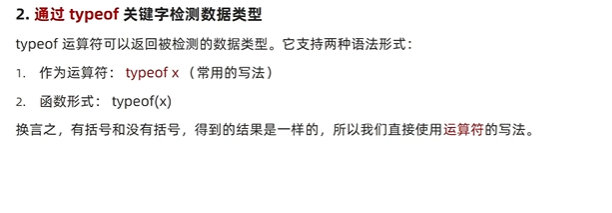 2. 通过 typeof 关键字检测数据类型
typeof 运算符可以返回被检测的数据类型。它支持两种语法形式：
1. 作为运算符： typeof x （常用的写法）
2. 函数形式： typeof(x)
换言之，有括号和没有括号，得到的结果是一样的，所以我们直接使用运算符的写法。